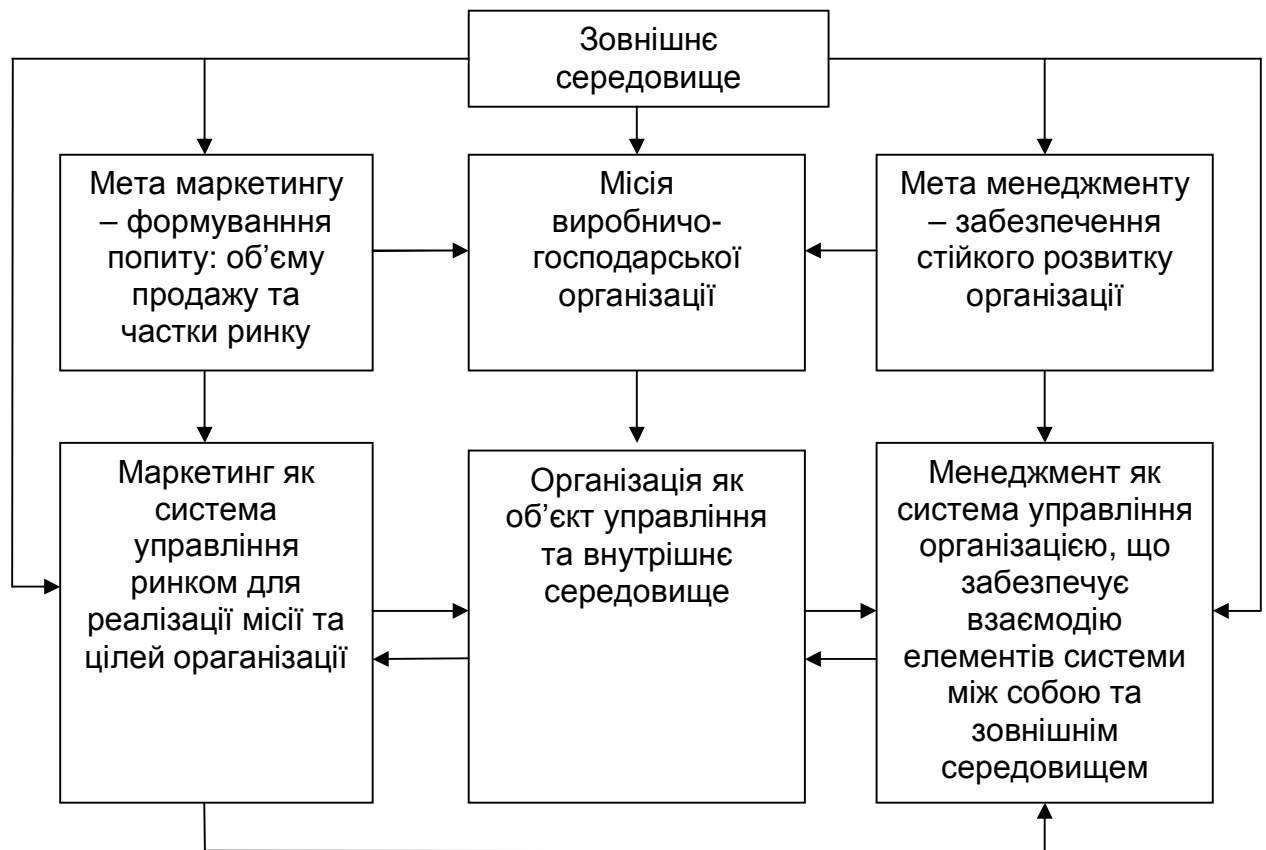 Зовнішнє
середовище
Мета маркетингу
– формуванння
попиту: об’єму
продажу та
частки ринку
Місія
виробничо-
господарської
організації
Мета менеджменту
– забезпечення
стійкого розвитку
організації
Маркетинг як
система
управління
ринком для
реалізації місії та
цілей ораганізації
Організація як
об’єкт управління
та внутрішнє
середовище
Менеджмент як
система управління
організацією, що
забезпечує
взаємодію
елементів системи
між собою та
зовнішнім
середовищем